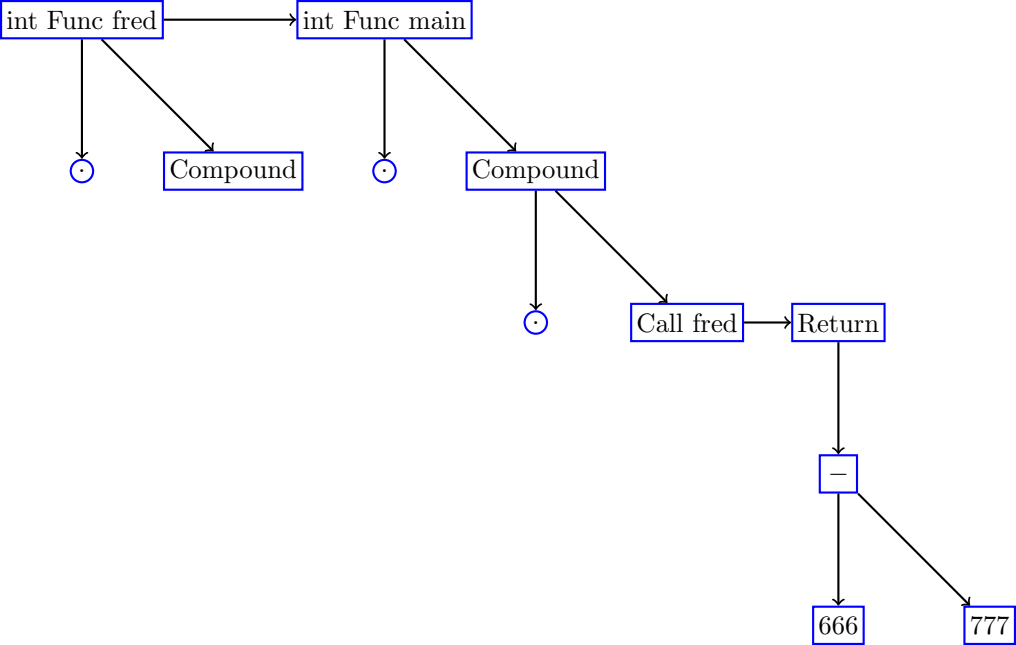 int Func fred int Func main
· Compound · Compound
· Call fred Return
−
666 777